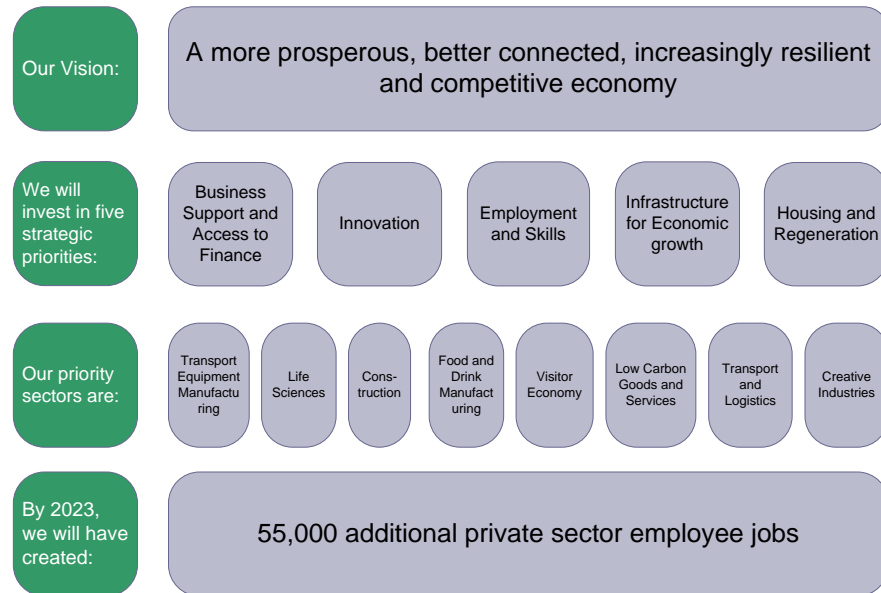 Our Vision:
A more prosperous, better connected, increasingly resilient
and competitive economy
We will
invest in five
strategic
priorities:
Business
Support and
Access to
Finance
Innovation
Employment
and Skills
Infrastructure
for Economic
growth
Housing and
Regeneration
Our priority
sectors are:
Transport
Equipment
Manufactu
ring
Life
Sciences
Cons-
truction
Food and
Drink
Manufact
uring
Visitor
Economy
Low Carbon
Goods and
Services
Transport
and
Logistics
Creative
Industries
By 2023,
we will have
created:
55,000 additional private sector employee jobs